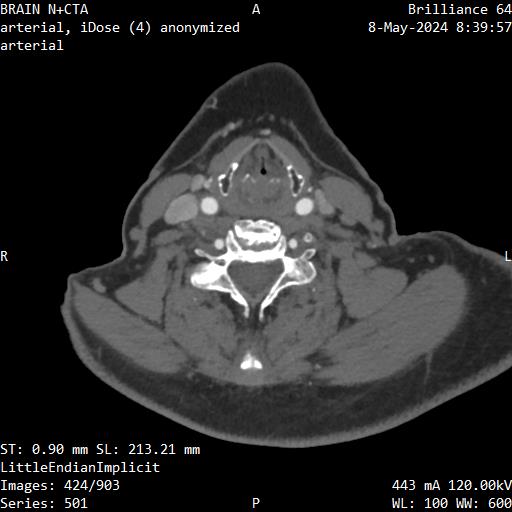 BRAIN N+CTA
arterial, iDose (4) anonymized
arterial
A
Brilliance 64
8-May-2024 8:39:57
R
L
ST: 0.90 mm SL: 213.21 mm
LittleEndianImplicit
Images: 424/903
Series: 501
P
443 mA 120.00kV
WL: 100 WW: 600